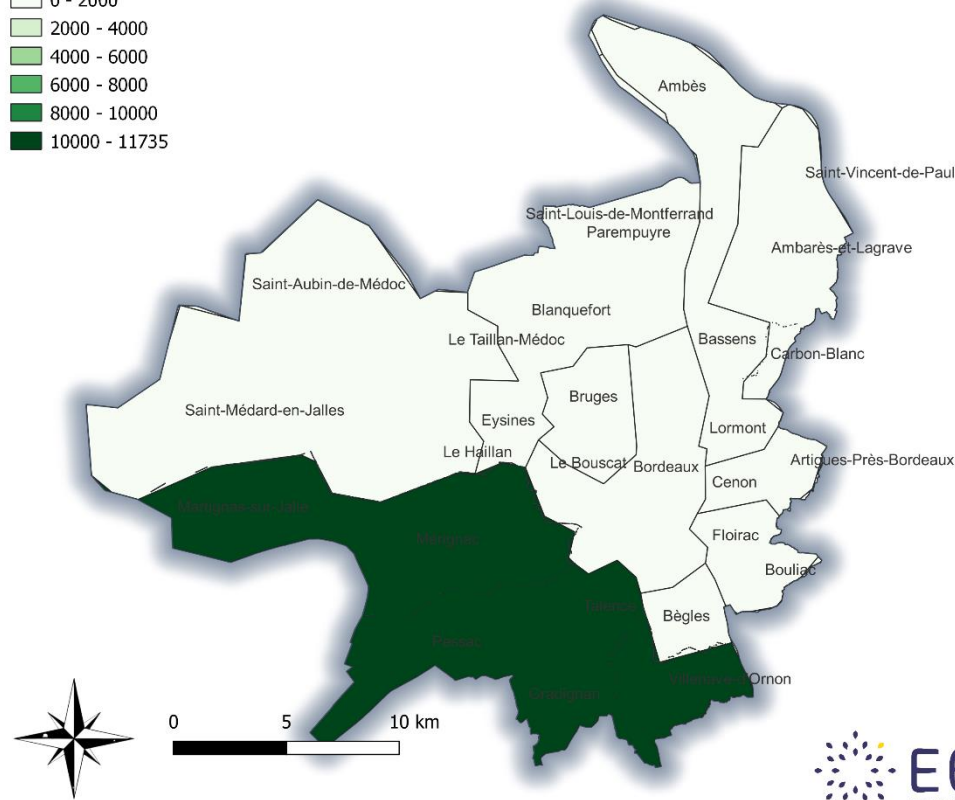 0 - 2000
2000 - 4000
4000 - 6000
6000 - 8000
8000 - 10000
10000 - 11735
Ambès
Saint-Vincent-de-Paul
Saint-Louis-de-Montferrand
Parempuyre
Ambarès-et-Lagrave
Saint-Aubin-de-Médoc
Blanquefort
Le Taillan-Médoc
Bassens
Carbon-Blanc
Saint-Médard-en-Jalles
Bruges
Eysines
Lormont
Le Haillan
Le Bouscat
Bordeaux
Artigues-Près-Bordeaux
Cenon
Martignas-sur-Jalle
Floirac
Mérignac
Bouliac
Talence
Bègles
Pessac
Villenave-d'Ornon
Gradignan
0 5 10 km